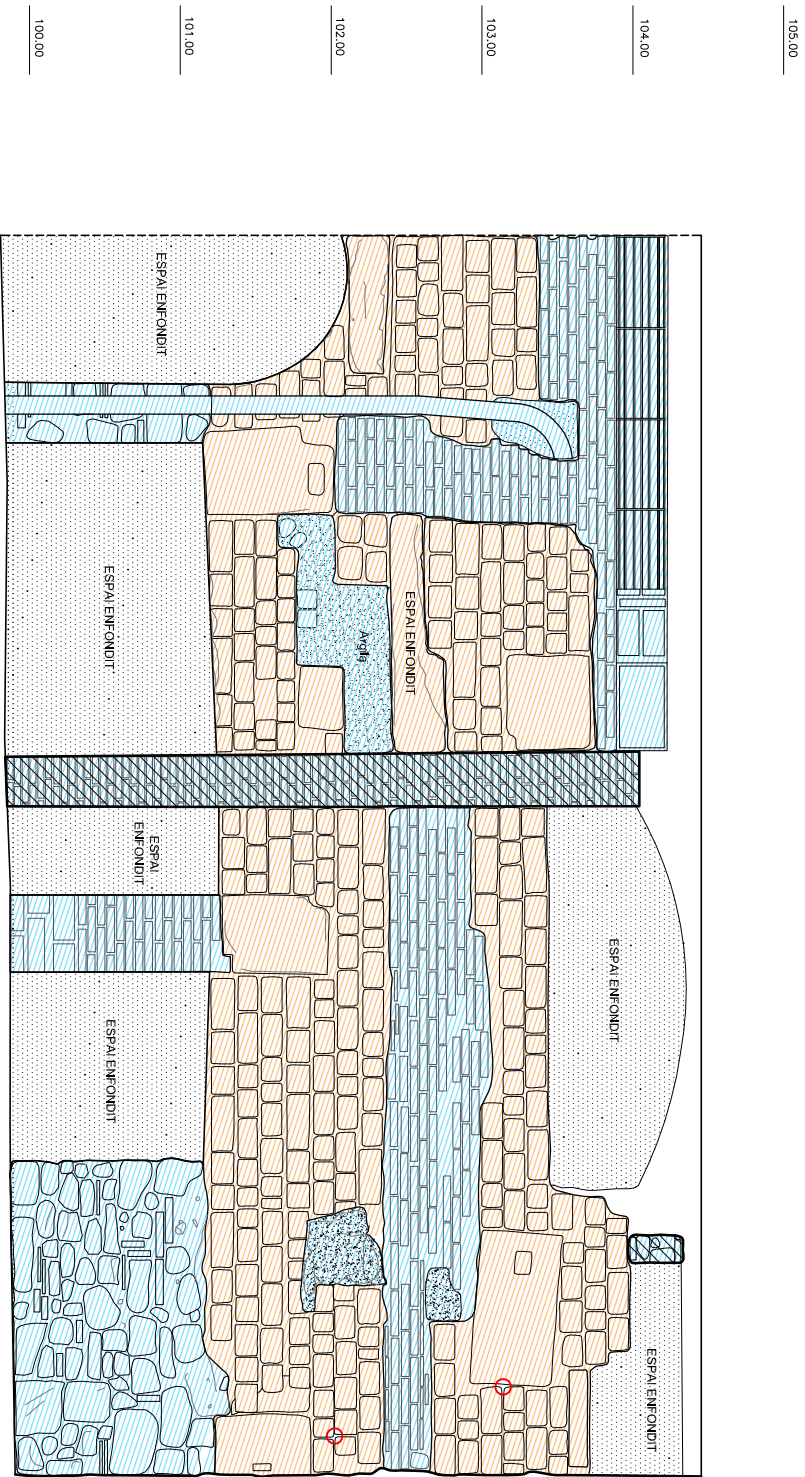 105.00
104.00
103.00
102.00
101.00
100.00
ESPAI ENFONDIT
ESPAI ENFONDIT
ESPAI ENFONDIT
Argila
ESPAI
ENFONDIT
ESPAI ENFONDIT
ESPAI ENFONDIT
ESPAI ENFONDIT